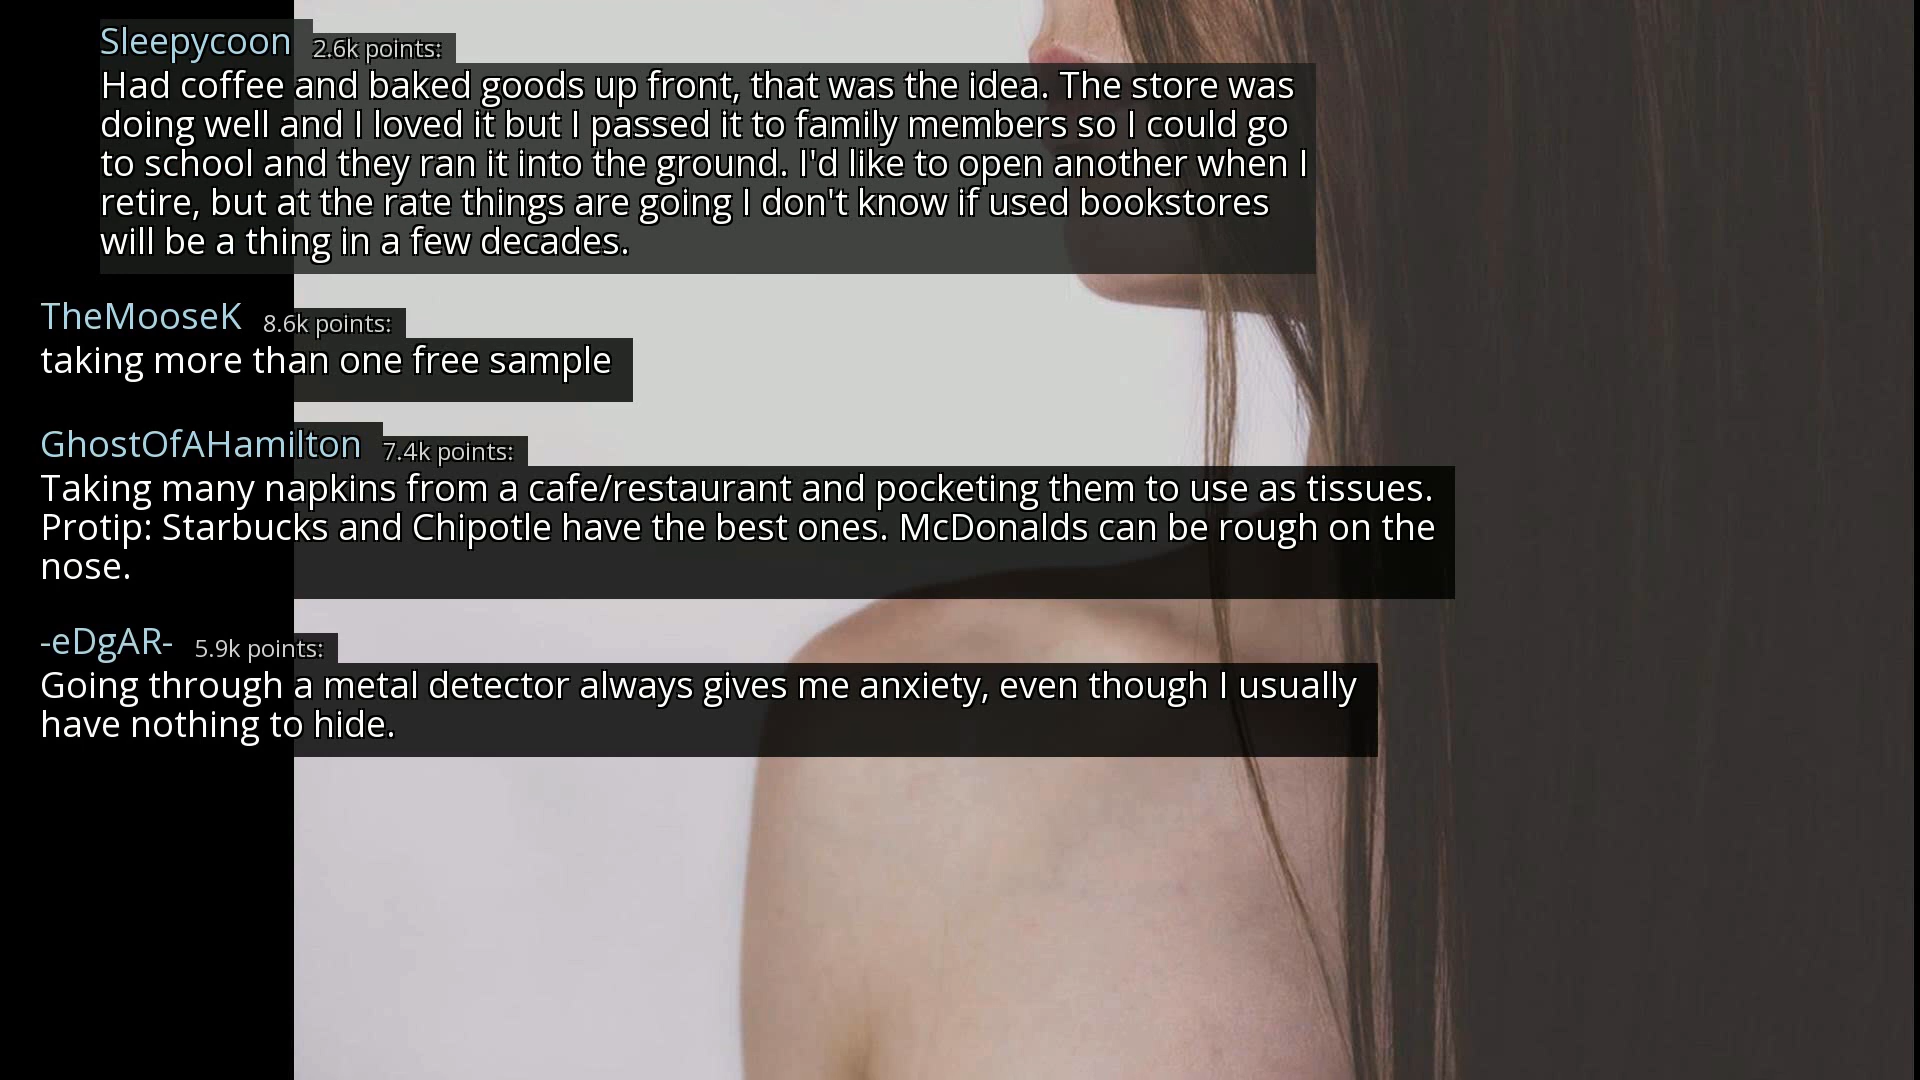 Sleepycoon 2.6k points:
Had coffee and baked goods up front, that was the idea. The store was
doing well and I loved it but I passed it to family members so I could go
to school and they ran it into the ground. I'd like to open another when I
retire, but at the rate things are going I don't know if used bookstores
will be a thing in a few decades.
TheMooseK 8.6k points:
taking more than one free sample
GhostOfAHamilton 7.4k points:
Taking many napkins from a cafe/restaurant and pocketing them to use as tissues.
Protip: Starbucks and Chipotle have the best ones. McDonalds can be rough on the
nose.
-eDgAR- 5.9k points:
Going through a metal detector always gives me anxiety, even though I usually
have nothing to hide.